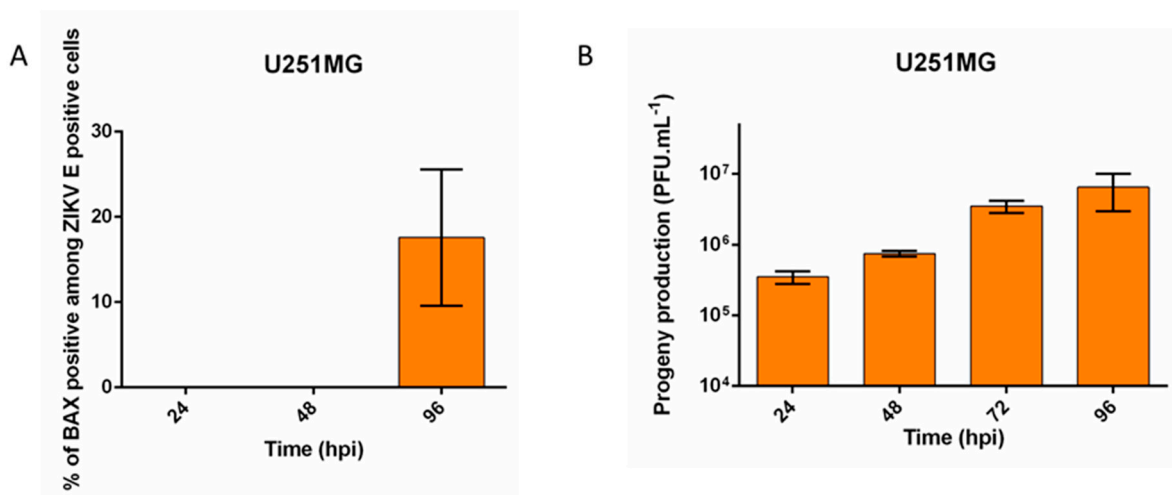 A
U251MG
% of BAX positive among ZIKV E positive cells
30
20
10
0
24
48
96
Time (hpi)
B
U251MG
Progeny production (PFU.mL⁻¹)
10⁷
10⁶
10⁵
10⁴
24
48
72
96
Time (hpi)